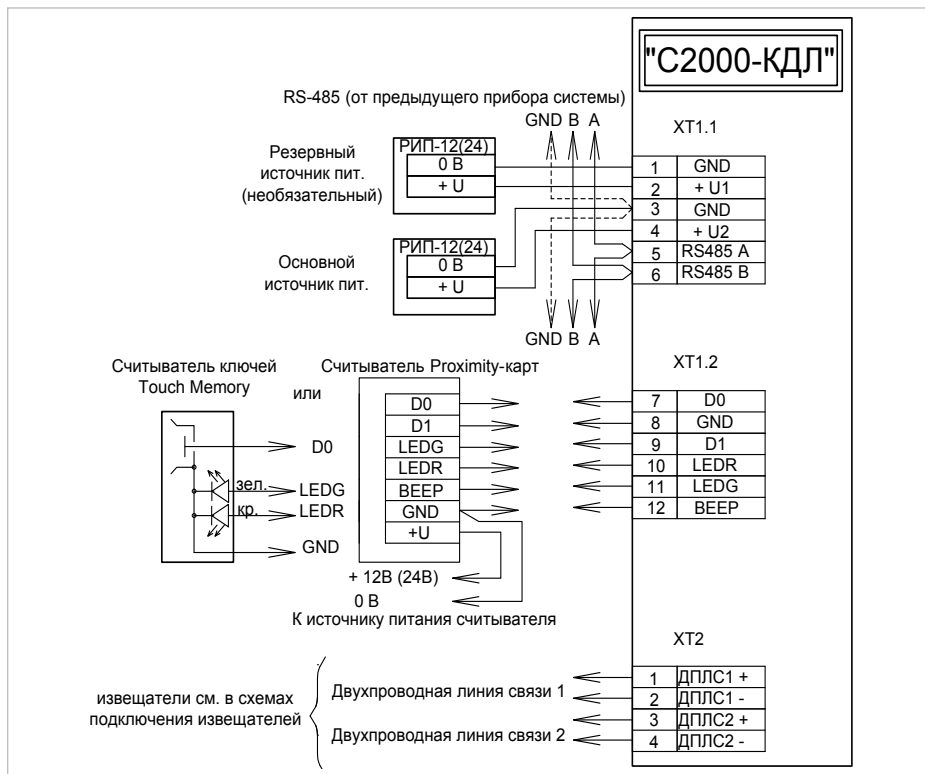 "С2000-КДЛ"
RS-485 (от предыдущего прибора системы)
GND B A
XT1.1
Резервный
источник пит.
(необязательный)
РИП-12(24)
0 В
+ U
1 GND
2 + U1
3 GND
4 + U2
5 RS485 A
6 RS485 B
Основной
источник пит.
РИП-12(24)
0 В
+ U
GND B A
XT1.2
Считыватель ключей
Touch Memory
или
Считыватель Proximity-карт
D0
зел.
LEDG
кр.
LEDR
GND
D0
D1
LEDG
LEDR
BEEP
GND
+U
+ 12В (24В)
0 В
К источнику питания считывателя
7 D0
8 GND
9 D1
10 LEDR
11 LEDG
12 BEEP
XT2
извещатели см. в схемах
подключения извещателей
Двухпроводная линия связи 1
Двухпроводная линия связи 2
1 ДПЛС1 +
2 ДПЛС1 -
3 ДПЛС2 +
4 ДПЛС2 -